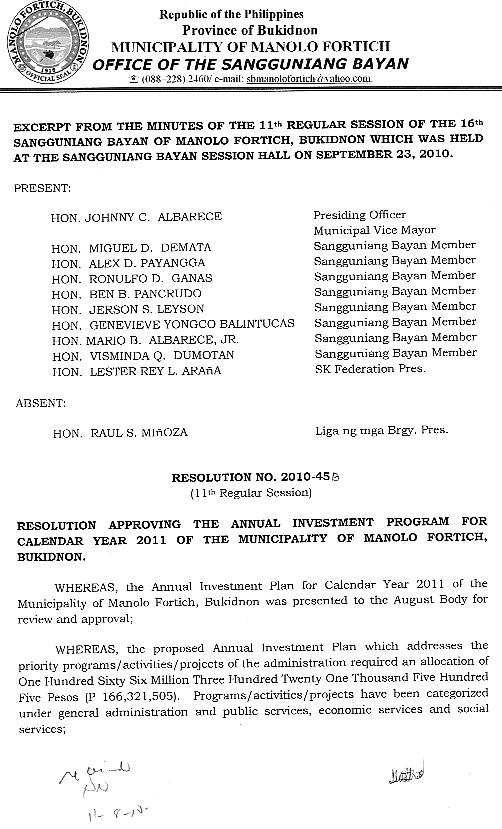 Republic of the Philippines
Province of Bukidnon
MUNICIPALITY OF MANOLO FORTICH
OFFICE OF THE SANGGUNIANG BAYAN
☎ (088-228) 2460/ e-mail: sbmanolofortich@yahoo.com
MANOLO FORTICH, BUKIDNON
OFFICIAL SEAL
EXCERPT FROM THE MINUTES OF THE 11th REGULAR SESSION OF THE 16th
SANGGUNIANG BAYAN OF MANOLO FORTICH, BUKIDNON WHICH WAS HELD
AT THE SANGGUNIANG BAYAN SESSION HALL ON SEPTEMBER 23, 2010.
PRESENT:
HON. JOHNNY C. ALBARECE Presiding Officer
Municipal Vice Mayor
HON. MIGUEL D. DEMATA Sangguniang Bayan Member
HON. ALEX D. PAYANGGA Sangguniang Bayan Member
HON. RONULFO D. GANAS Sangguniang Bayan Member
HON. BEN B. PANCRUDO Sangguniang Bayan Member
HON. JERSON S. LEYSON Sangguniang Bayan Member
HON. GENEVIEVE YONGCO BALINTUCAS Sangguniang Bayan Member
HON. MARIO B. ALBARECE, JR. Sangguniang Bayan Member
HON. VISMINDA Q. DUMOTAN Sangguniang Bayan Member
HON. LESTER REY L. ARAñA SK Federation Pres.
ABSENT:
HON. RAUL S. MIñOZA Liga ng mga Brgy. Pres.
RESOLUTION NO. 2010-45
(11th Regular Session)
RESOLUTION APPROVING THE ANNUAL INVESTMENT PROGRAM FOR
CALENDAR YEAR 2011 OF THE MUNICIPALITY OF MANOLO FORTICH,
BUKIDNON.
WHEREAS, the Annual Investment Plan for Calendar Year 2011 of the
Municipality of Manolo Fortich, Bukidnon was presented to the August Body for
review and approval;
WHEREAS, the proposed Annual Investment Plan which addresses the
priority programs/activities/projects of the administration required an allocation of
One Hundred Sixty Six Million Three Hundred Twenty One Thousand Five Hundred
Five Pesos (P 166,321,505). Programs/activities/projects have been categorized
under general administration and public services, economic services and social
services;